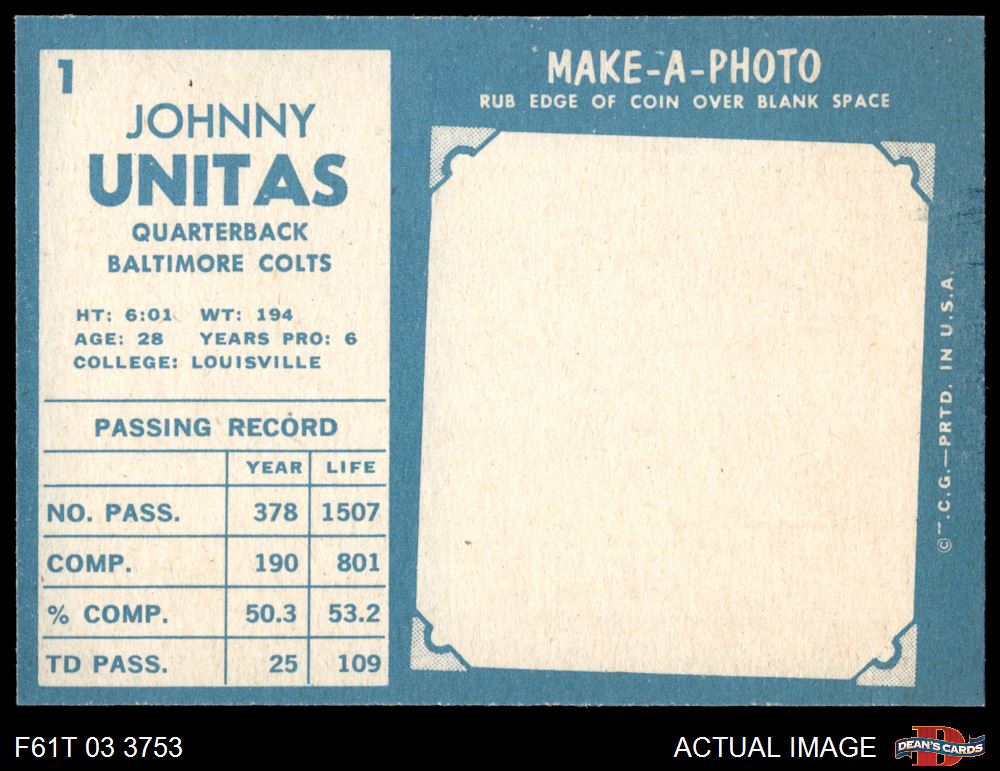 1
JOHNNY
UNITAS
QUARTERBACK
BALTIMORE COLTS
HT: 6:01 WT: 194
AGE: 28 YEARS PRO: 6
COLLEGE: LOUISVILLE
PASSING RECORD
YEAR LIFE
NO. PASS. 378 1507
COMP. 190 801
% COMP. 50.3 53.2
TD PASS. 25 109
MAKE-A-PHOTO
RUB EDGE OF COIN OVER BLANK SPACE
© T.C.G.—PRTD. IN U.S.A.
F61T 03 3753
ACTUAL IMAGE
D
DEAN'S CARDS